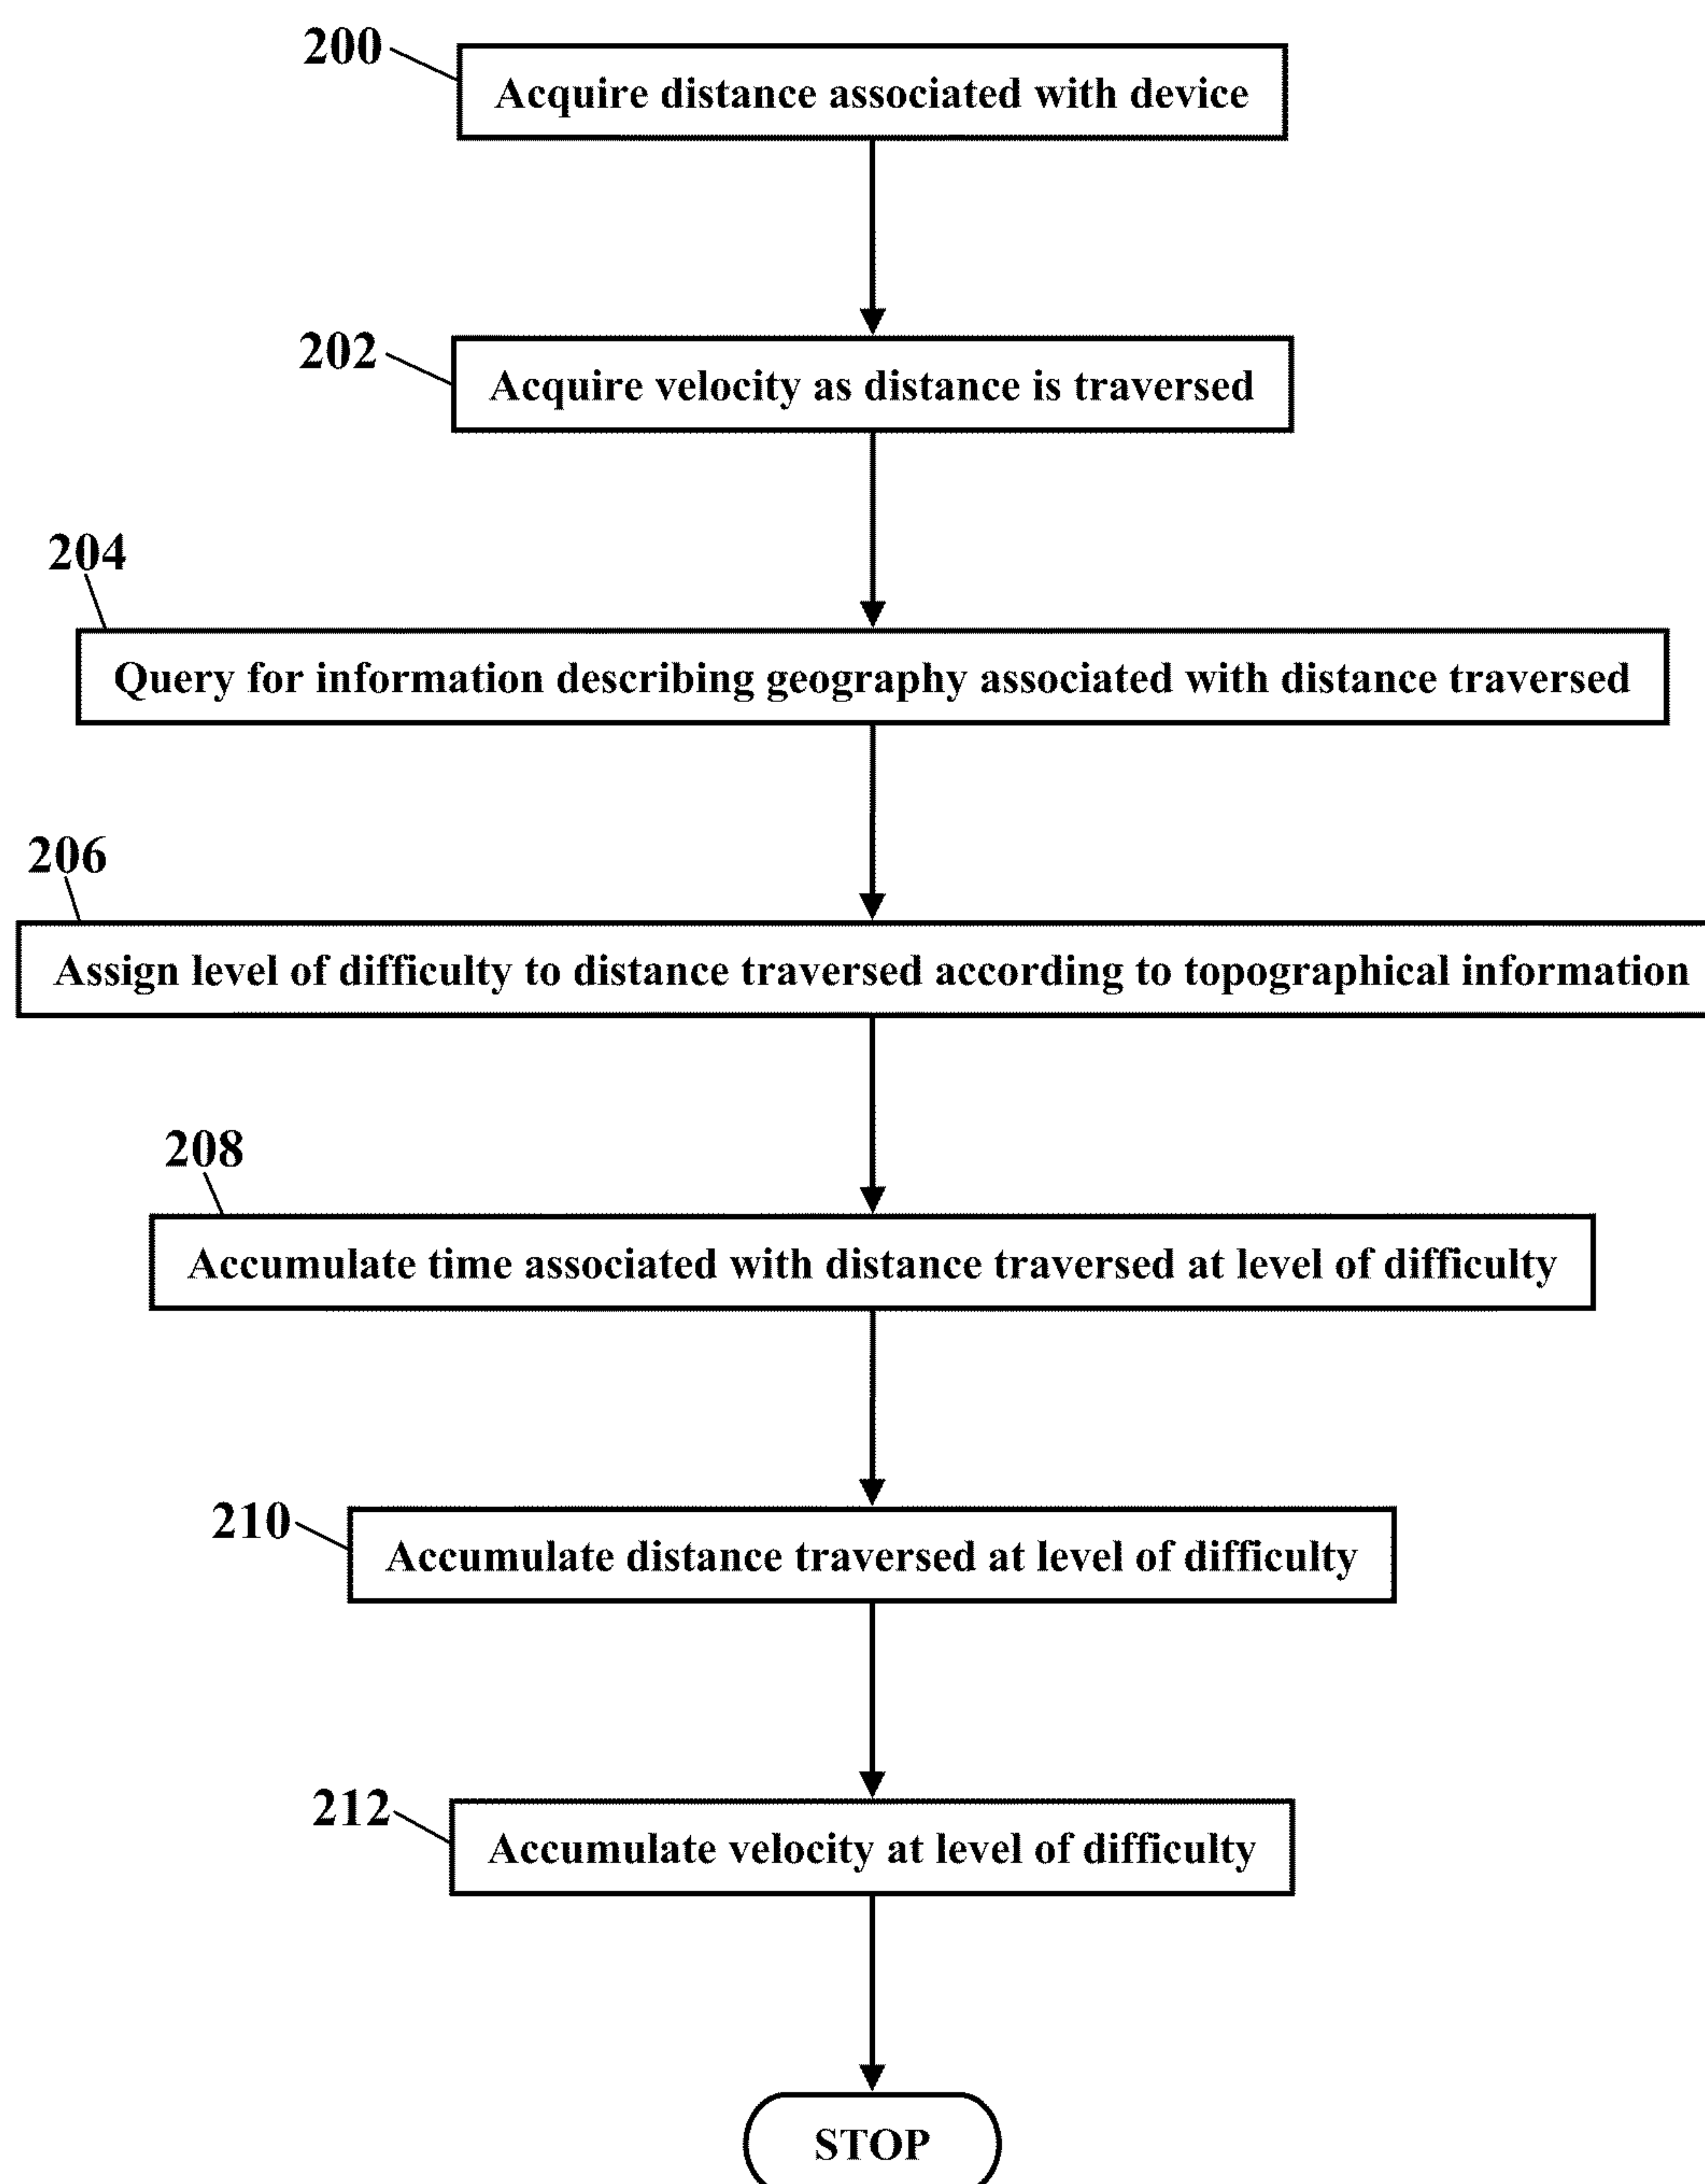 200
Acquire distance associated with device
202
Acquire velocity as distance is traversed
204
Query for information describing geography associated with distance traversed
206
Assign level of difficulty to distance traversed according to topographical information
208
Accumulate time associated with distance traversed at level of difficulty
210
Accumulate distance traversed at level of difficulty
212
Accumulate velocity at level of difficulty
STOP